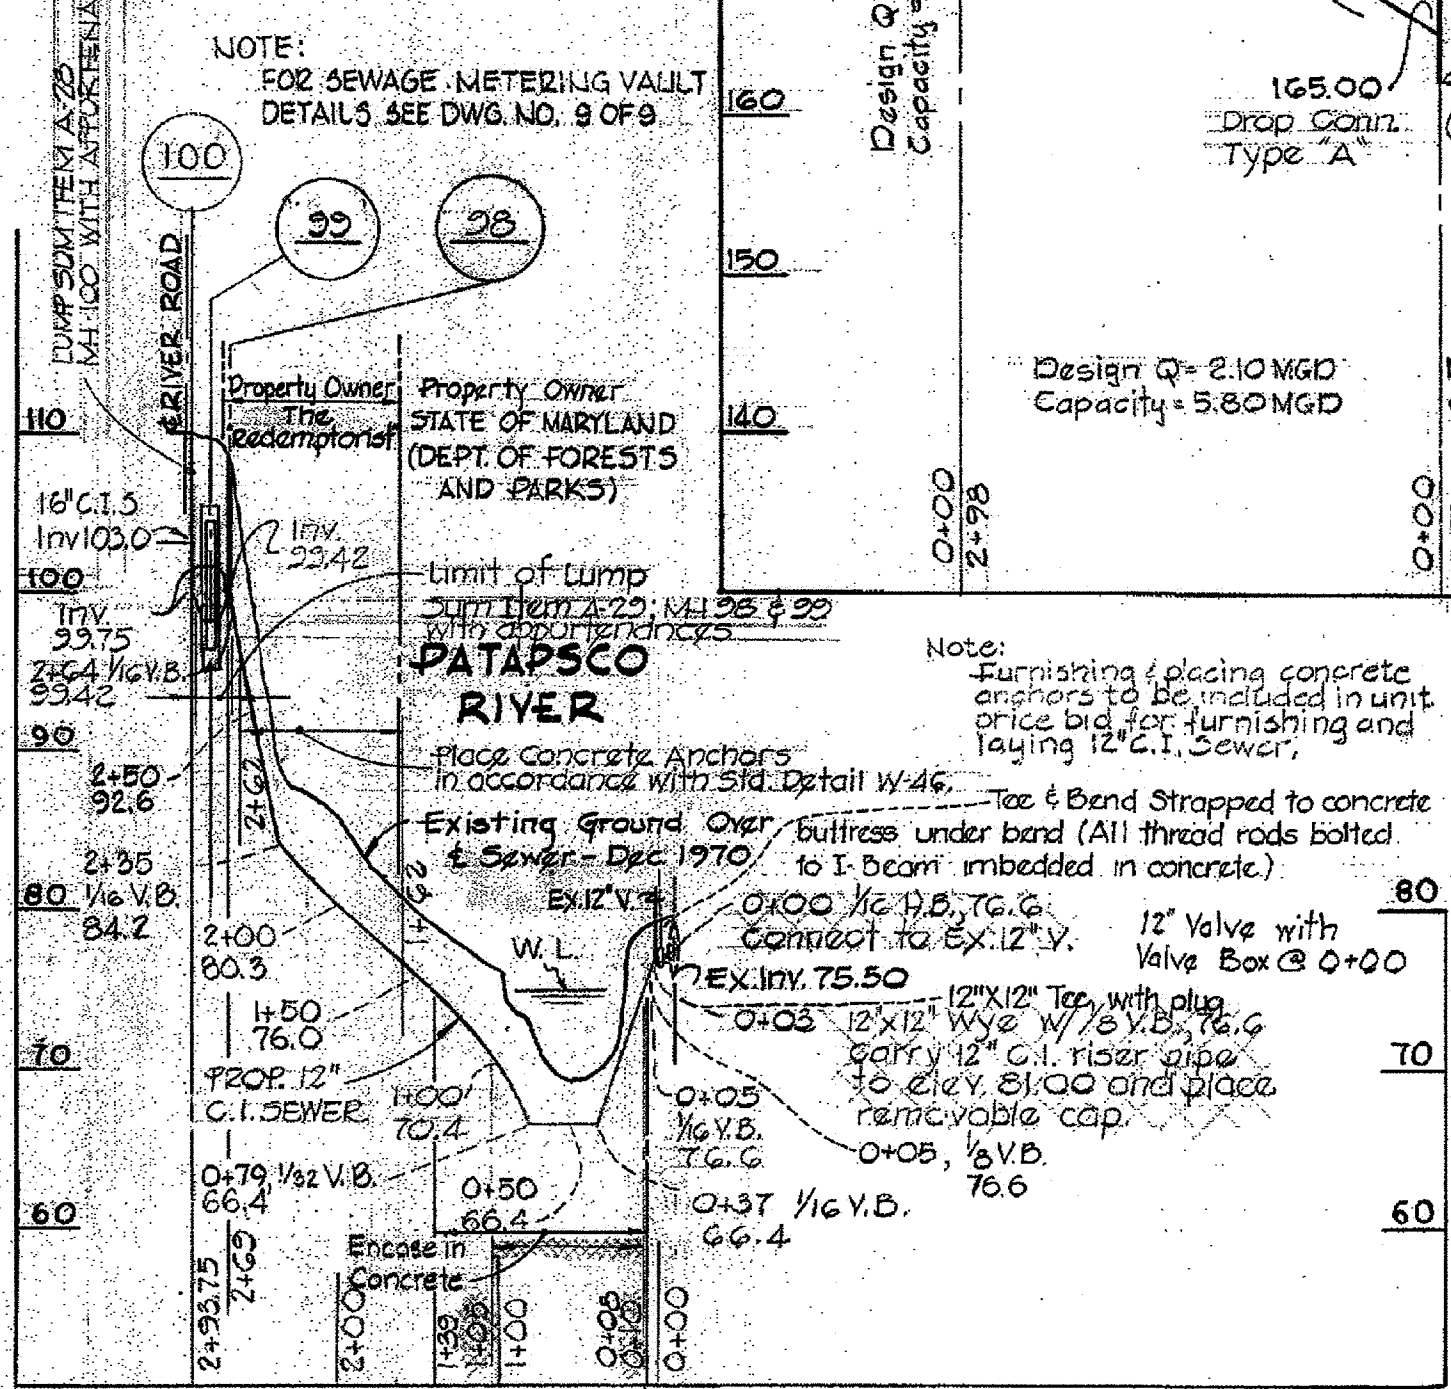 NOTE:
FOR SEWAGE METERING VAULT
DETAILS SEE DWG. NO. 9 OF 9
LUMP SUM ITEM A-28
MH 100 WITH
100
99
98
℄ RIVER ROAD
Property Owner
The
Redemptorist
Property Owner
STATE OF MARYLAND
(DEPT. OF FORESTS
AND PARKS)
110
100
90
80
70
60
16" C.I.S
Inv 103.0
Inv.
99.42
Inv.
99.75
2+64 1/16 V.B.
99.42
Limit of Lump
Sum Item A-29, MH 98 & 99
with appurtenances
PATAPSCO
RIVER
Place Concrete Anchors
in accordance with Std. Detail W-46.
2+50
92.6
2+62
2+35
1/16 V.B.
84.2
Existing Ground Over
℄ Sewer - Dec 1970
Ex. 12" V.
W. L.
2+00
80.3
1+50
76.0
PROP. 12"
C.I. SEWER
1+00
70.4
0+79, 1/32 V.B.
66.4
0+50
66.4
Encase in
Concrete
2+93.75
2+69
2+00
1+39
1+00
0+00
160
150
140
Design Q
Capacity =
165.00
Drop Conn.
Type "A"
Design Q = 2.10 MGD
Capacity = 5.80 MGD
0+00
2+98
0+00
Note:
Furnishing & placing concrete
anchors to be included in unit
price bid for furnishing and
laying 12" C.I. Sewer,
Tee & Bend Strapped to concrete
buttress under bend (All thread rods bolted
to I-Beam imbedded in concrete.)
0+00 1/16 H.B., 76.6
Connect to Ex. 12" V.
12" Valve with
Valve Box @ 0+00
Ex. Inv. 75.50
12"X12" Tee, with plug
0+03 12"x12" Wye w/ 1/8 V.B., 76.6
Carry 12" C.I. riser pipe
to elev. 81.00 and place
removable cap.
0+05
1/16 V.B.
76.6
0+05, 1/8 V.B.
76.6
0+37 1/16 V.B.
66.4
80
70
60